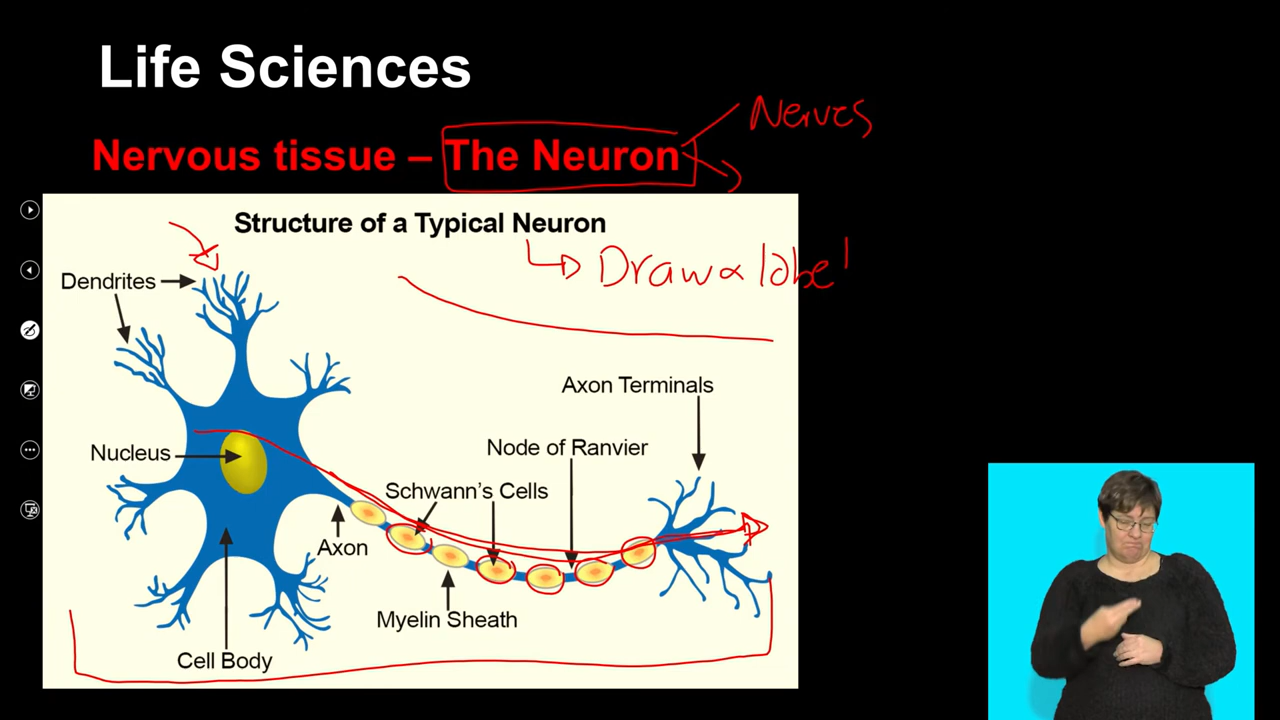 Life Sciences
Nerves
Nervous tissue – The Neuron
Structure of a Typical Neuron
Draw & label
Dendrites
Axon Terminals
Node of Ranvier
Nucleus
Schwann's Cells
Axon
Myelin Sheath
Cell Body